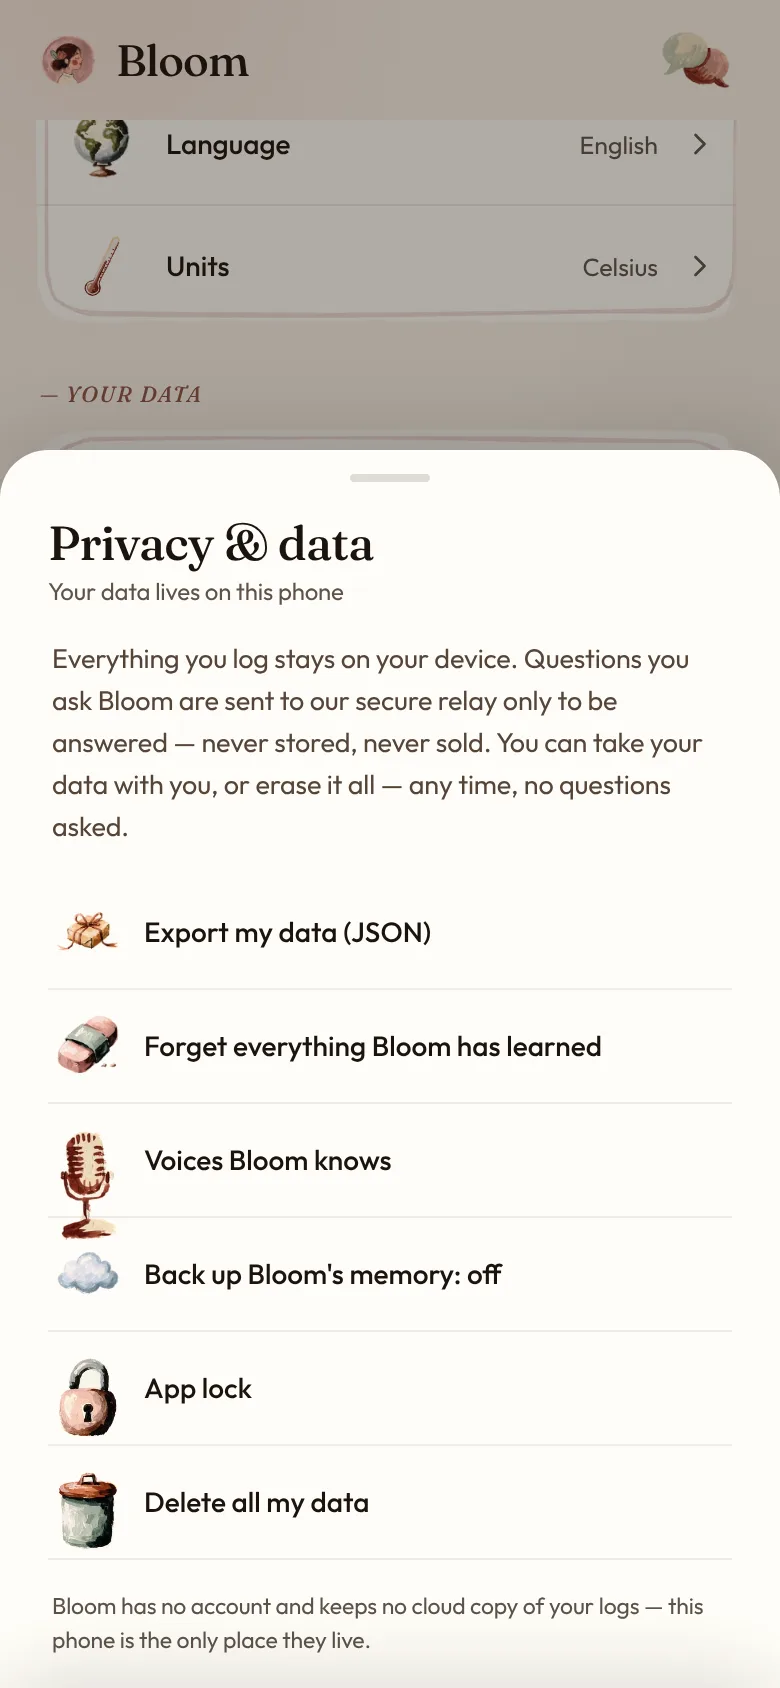 Bloom
Language English
Units Celsius
— YOUR DATA
Privacy & data
Your data lives on this phone
Everything you log stays on your device. Questions you
ask Bloom are sent to our secure relay only to be
answered — never stored, never sold. You can take your
data with you, or erase it all — any time, no questions
asked.
Export my data (JSON)
Forget everything Bloom has learned
Voices Bloom knows
Back up Bloom's memory: off
App lock
Delete all my data
Bloom has no account and keeps no cloud copy of your logs — this
phone is the only place they live.